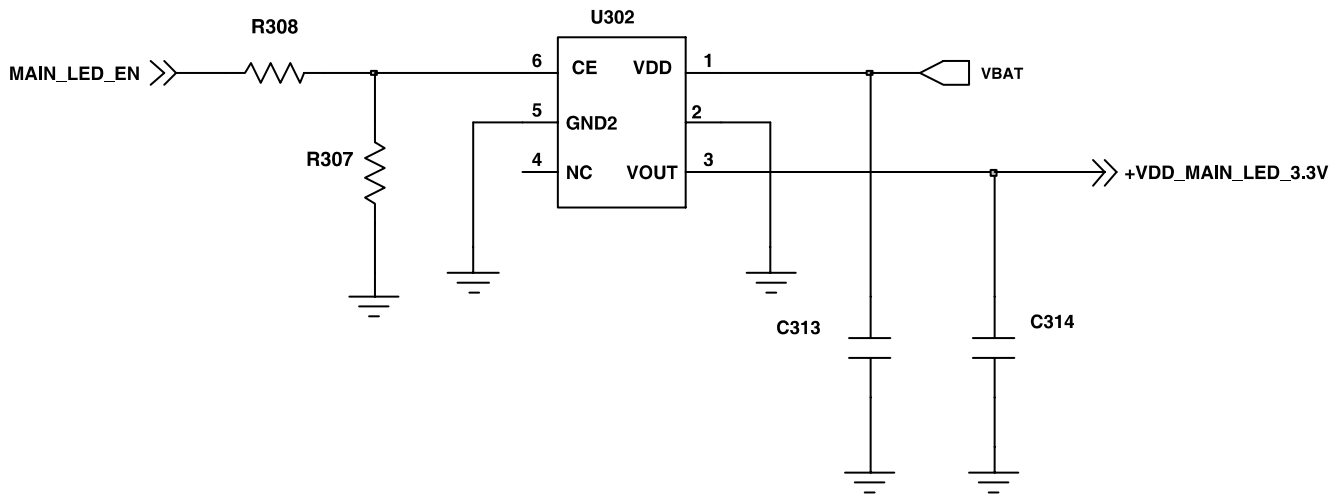 U302
R308
MAIN_LED_EN
6
CE
VDD
1
VBAT
5
GND2
2
R307
4
NC
VOUT
3
+VDD_MAIN_LED_3.3V
C313
C314